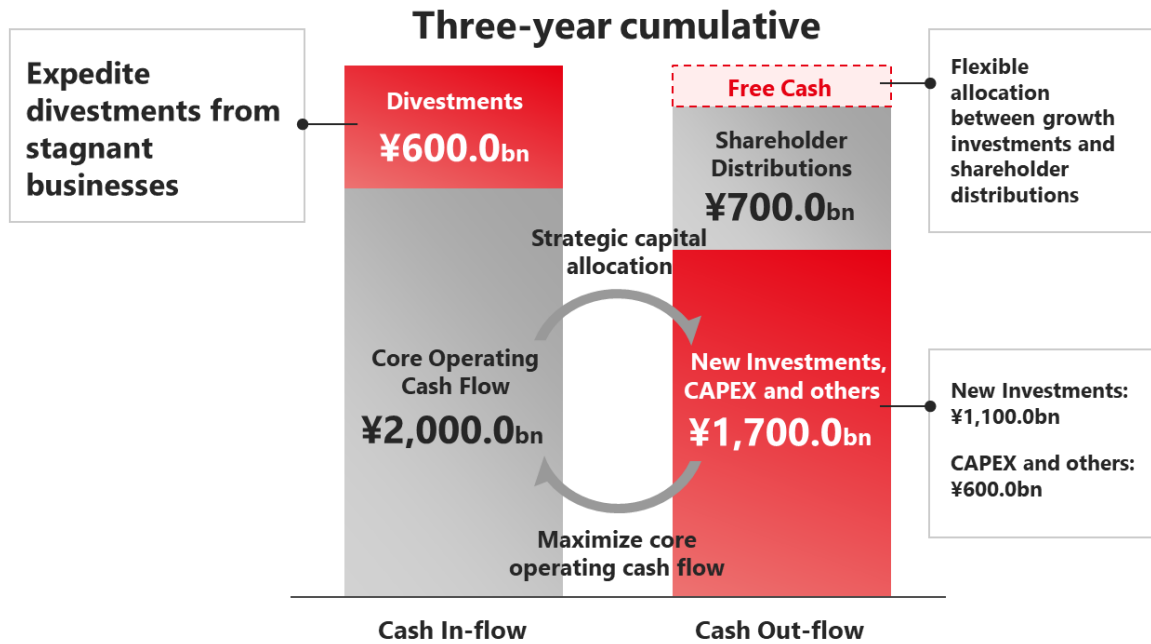 Three-year cumulative
Expedite
divestments from
stagnant
businesses
Divestments
¥600.0bn
Core Operating
Cash Flow
¥2,000.0bn
Cash In-flow
Strategic capital
allocation
Maximize core
operating cash flow
Free Cash
Shareholder
Distributions
¥700.0bn
New Investments,
CAPEX and others
¥1,700.0bn
Cash Out-flow
Flexible
allocation
between growth
investments and
shareholder
distributions
New Investments:
¥1,100.0bn
CAPEX and others:
¥600.0bn